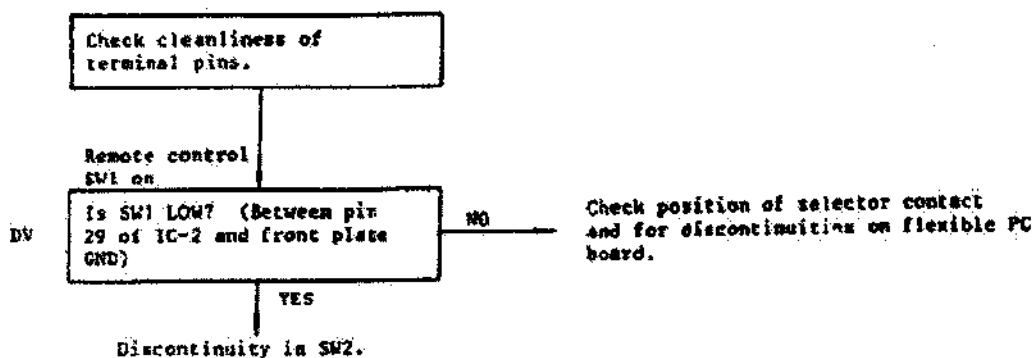 Check cleanliness of
terminal pins.
Remote control
SW1 on
DV
Is SW1 LOW? (Between pin
29 of IC-2 and front plate
GND)
NO
Check position of selector contact
and for discontinuities on flexible PC
board.
YES
Discontinuity in SW2.